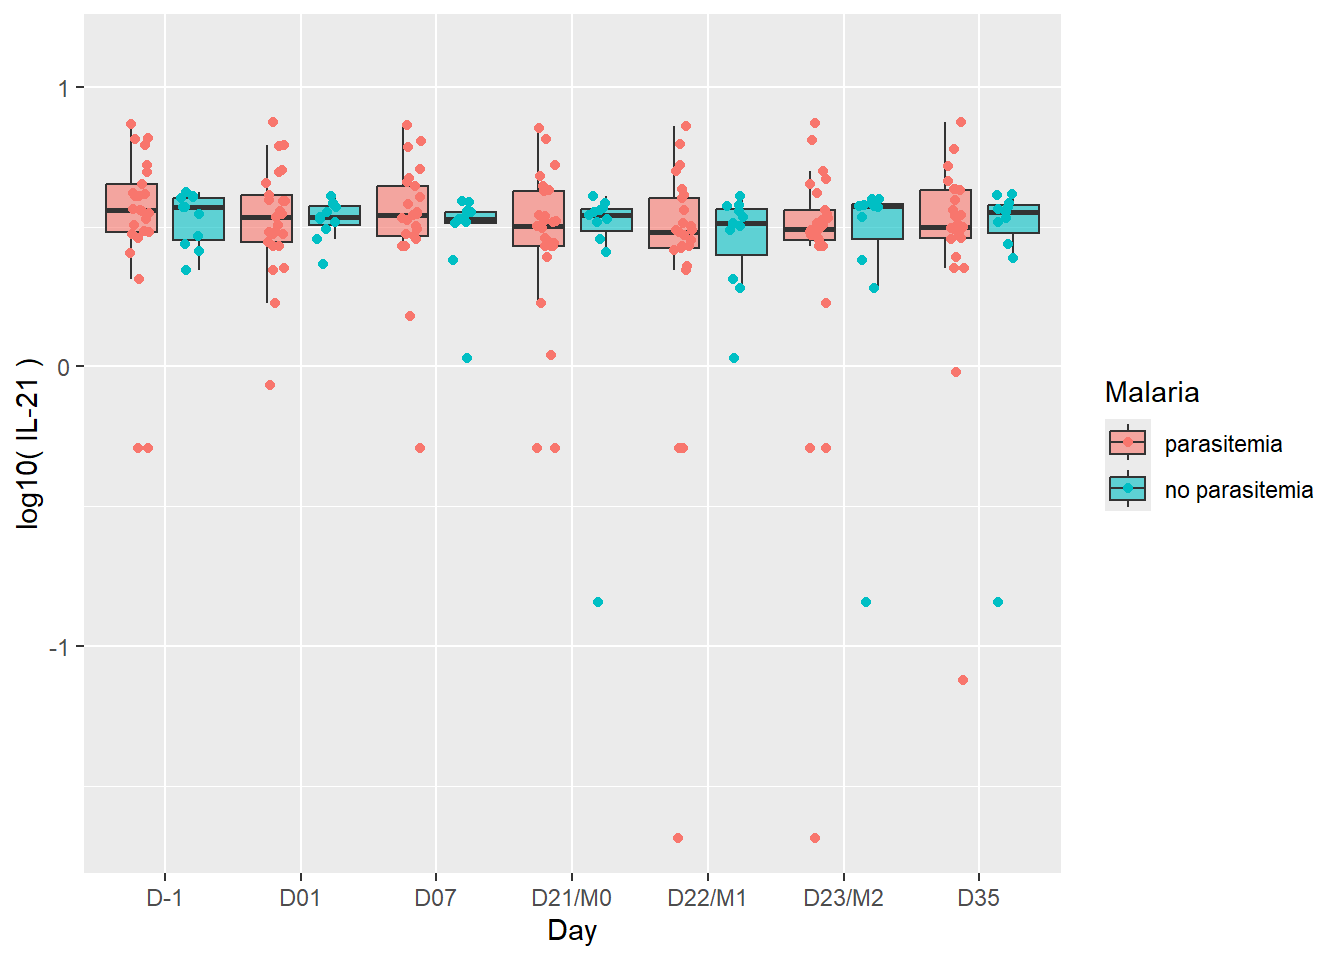 log10( IL-21 )
1
0
-1
D-1 D01 D07 D21/M0 D22/M1 D23/M2 D35
Day
Malaria
parasitemia
no parasitemia